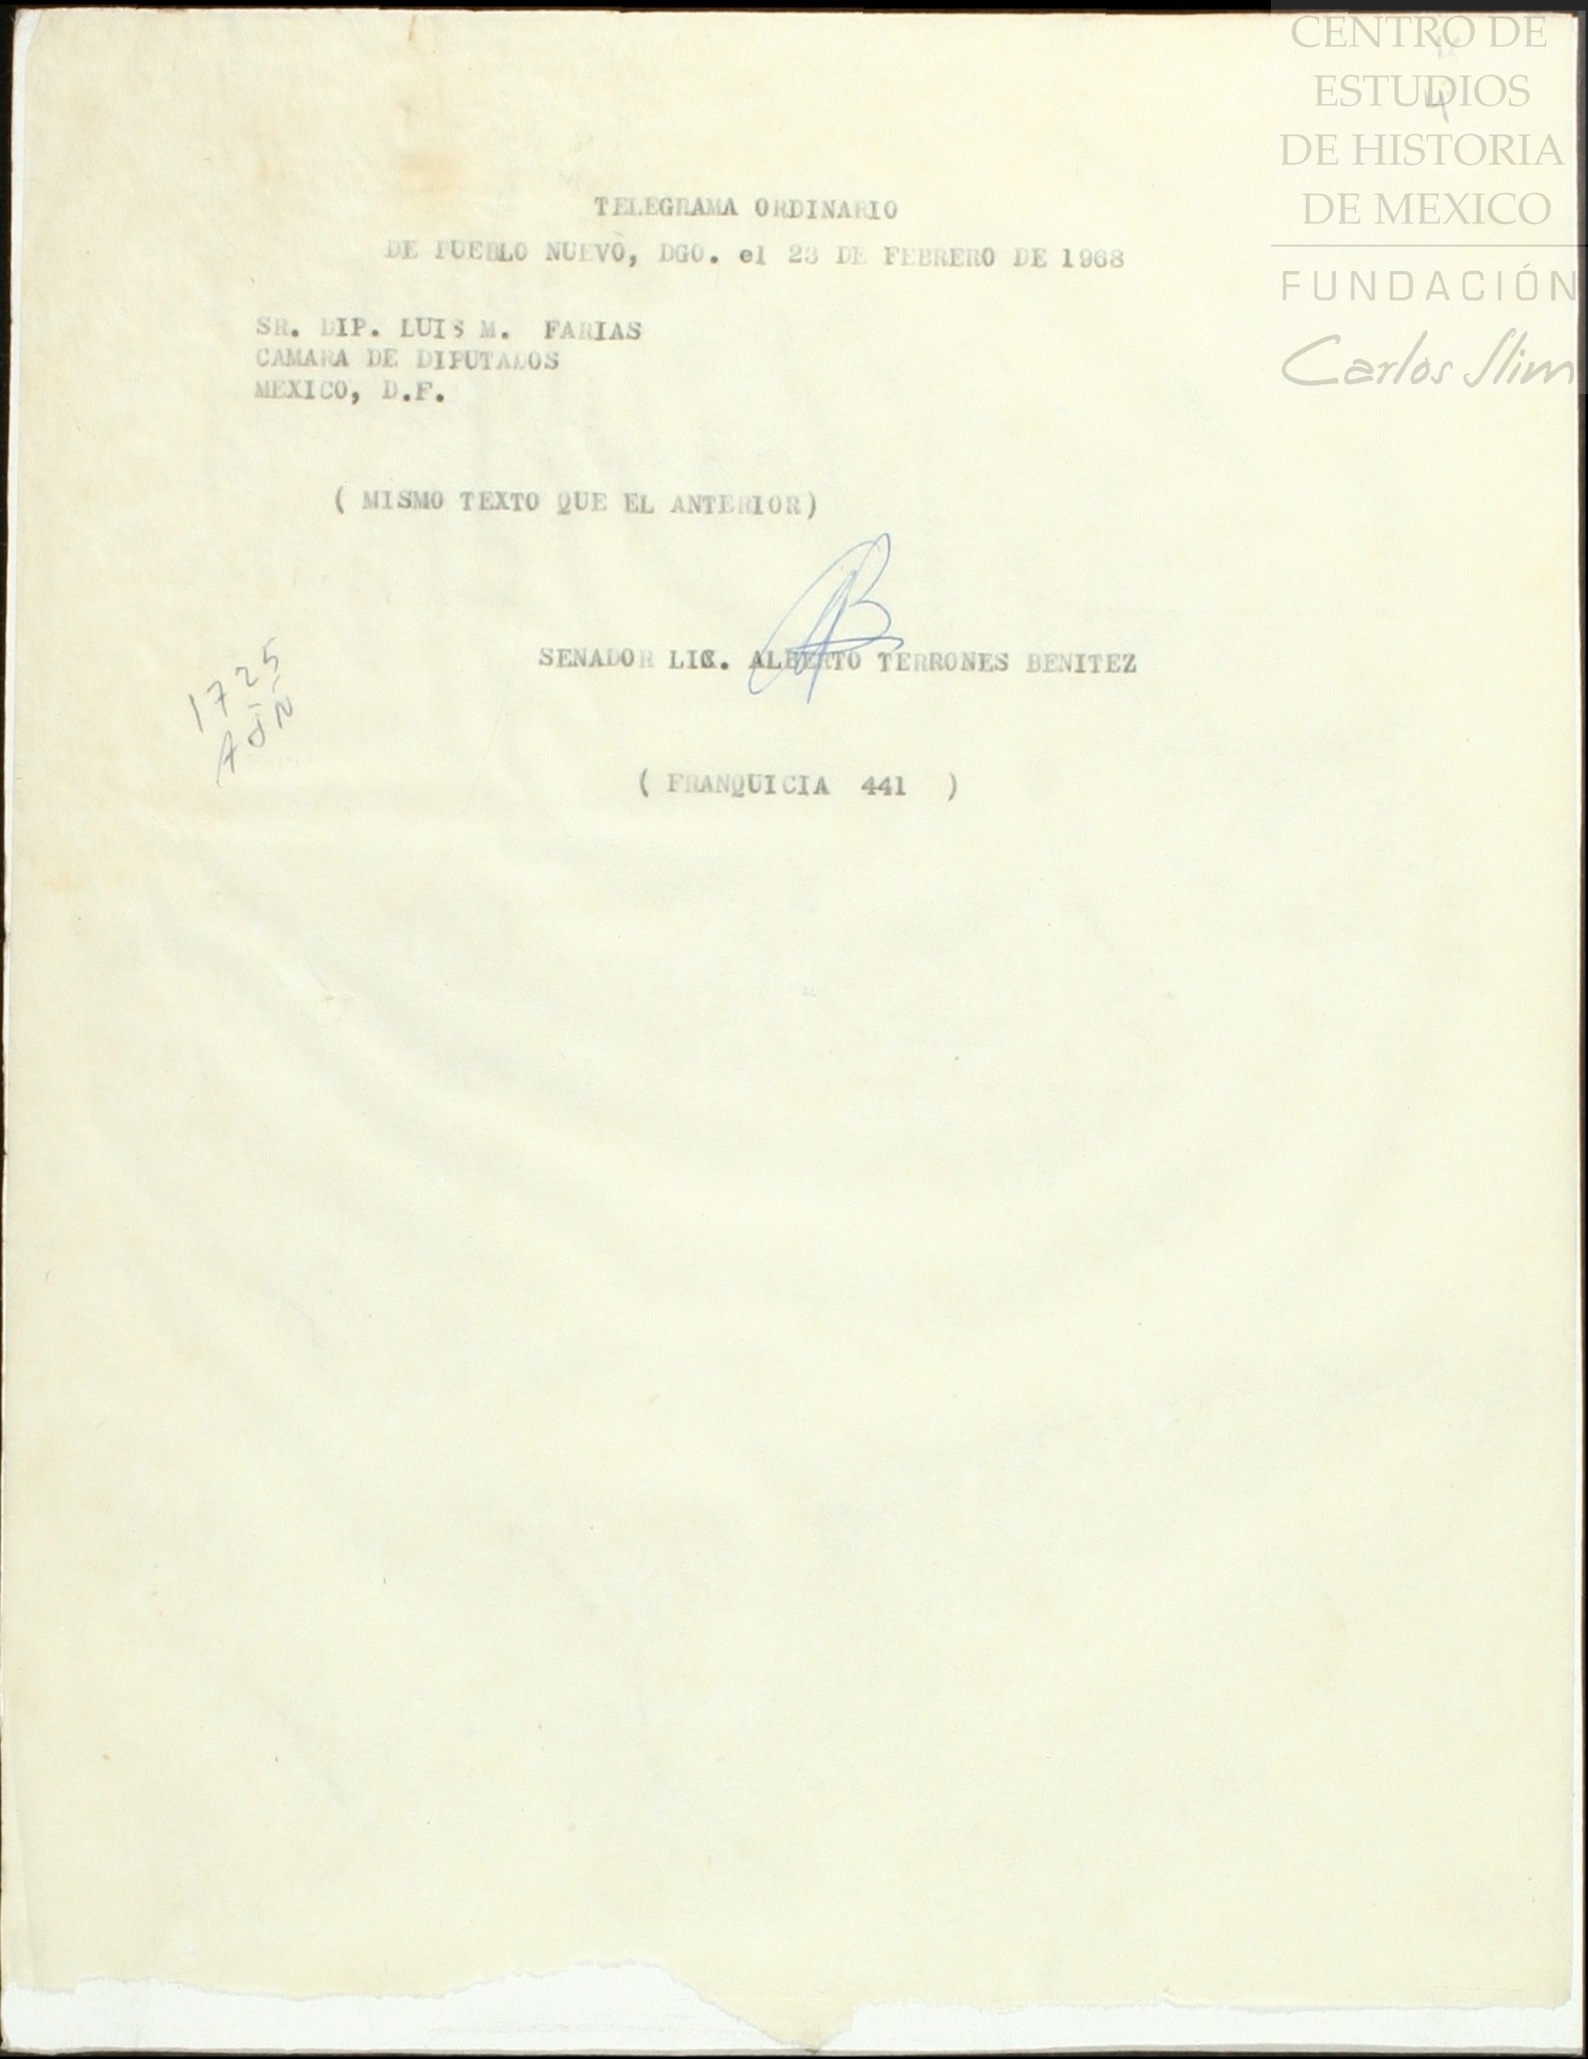 CENTRO DE
ESTUDIOS
DE HISTORIA
DE MEXICO
FUNDACIÓN
Carlos Slim
4
TELEGRAMA ORDINARIO
DE PUEBLO NUEVO, DGO. el 23 DE FEBRERO DE 1968
SR. DIP. LUIS M. FARIAS
CAMARA DE DIPUTADOS
MEXICO, D.F.
( MISMO TEXTO QUE EL ANTERIOR)
SENADOR LIC. ALBERTO TERRONES BENITEZ
1725
( FRANQUICIA 441 )